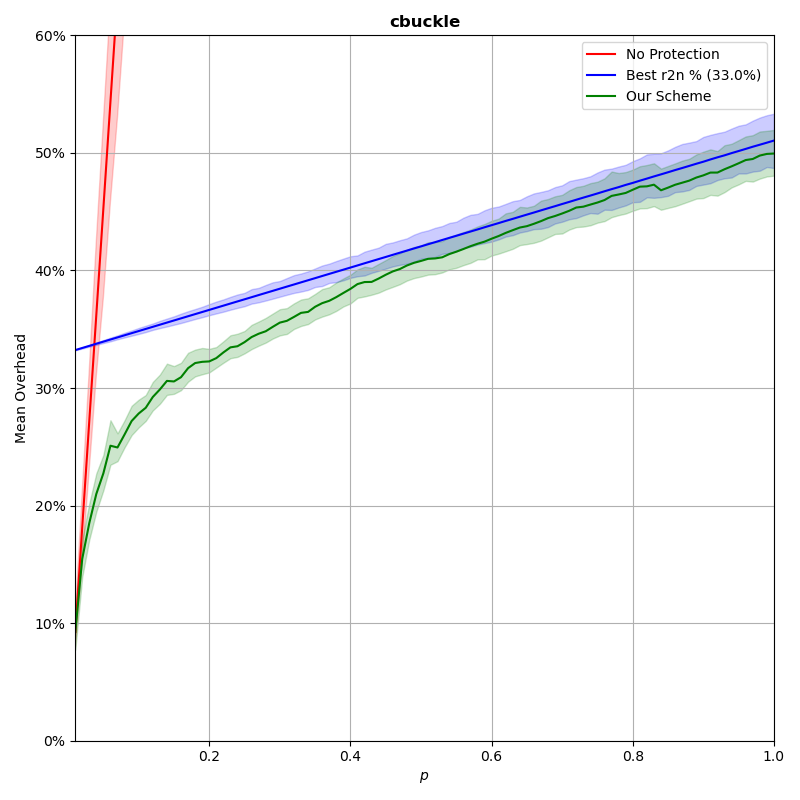 cbuckle
No Protection
Best r2n % (33.0%)
Our Scheme
Mean Overhead
60%
50%
40%
30%
20%
10%
0%
0.2
0.4
0.6
0.8
1.0
p